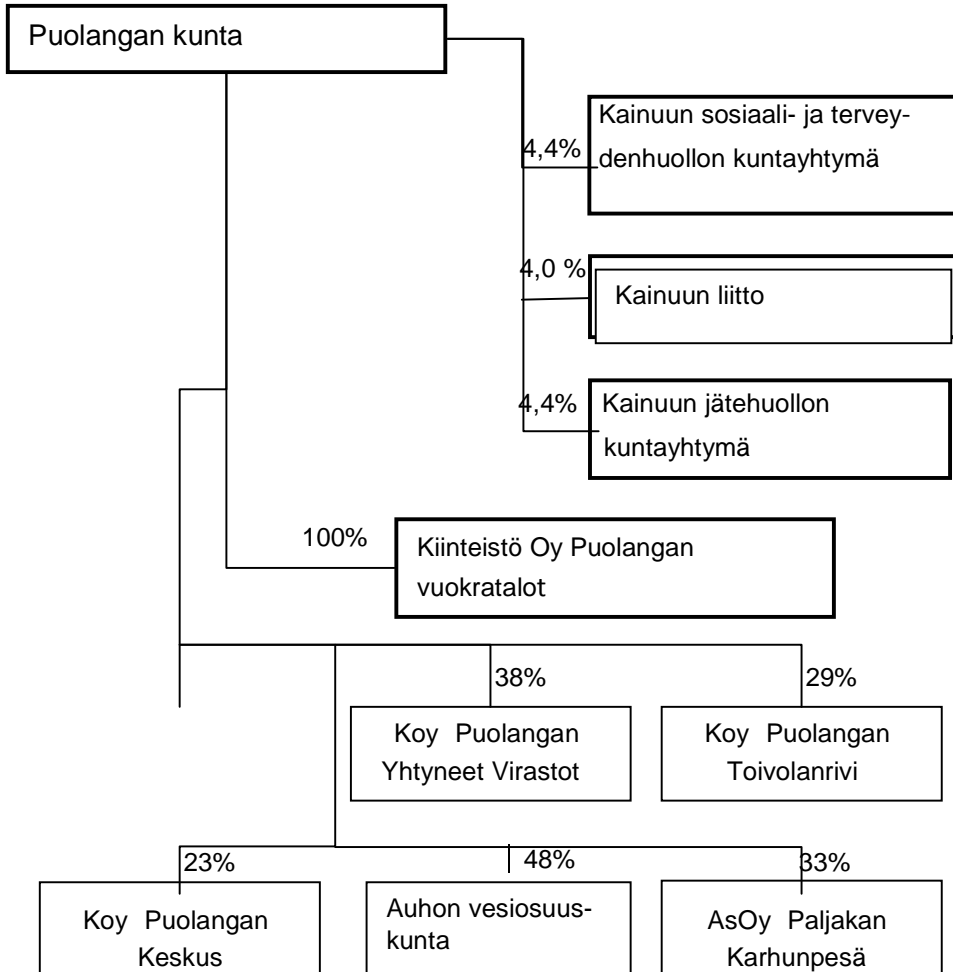 Puolangan kunta
Kainuun sosiaali- ja tervey-
4,4%
denhuollon kuntayhtymä
4,0 %
Kainuun liitto
4,4%
Kainuun jätehuollon
kuntayhtymä
100%
Kiinteistö Oy Puolangan
vuokratalot
38%
29%
Koy Puolangan
Yhtyneet Virastot
Koy Puolangan
Toivolanrivi
23%
48%
33%
Koy Puolangan
Keskus
Auhon vesiosuus-
kunta
AsOy Paljakan
Karhunpesä